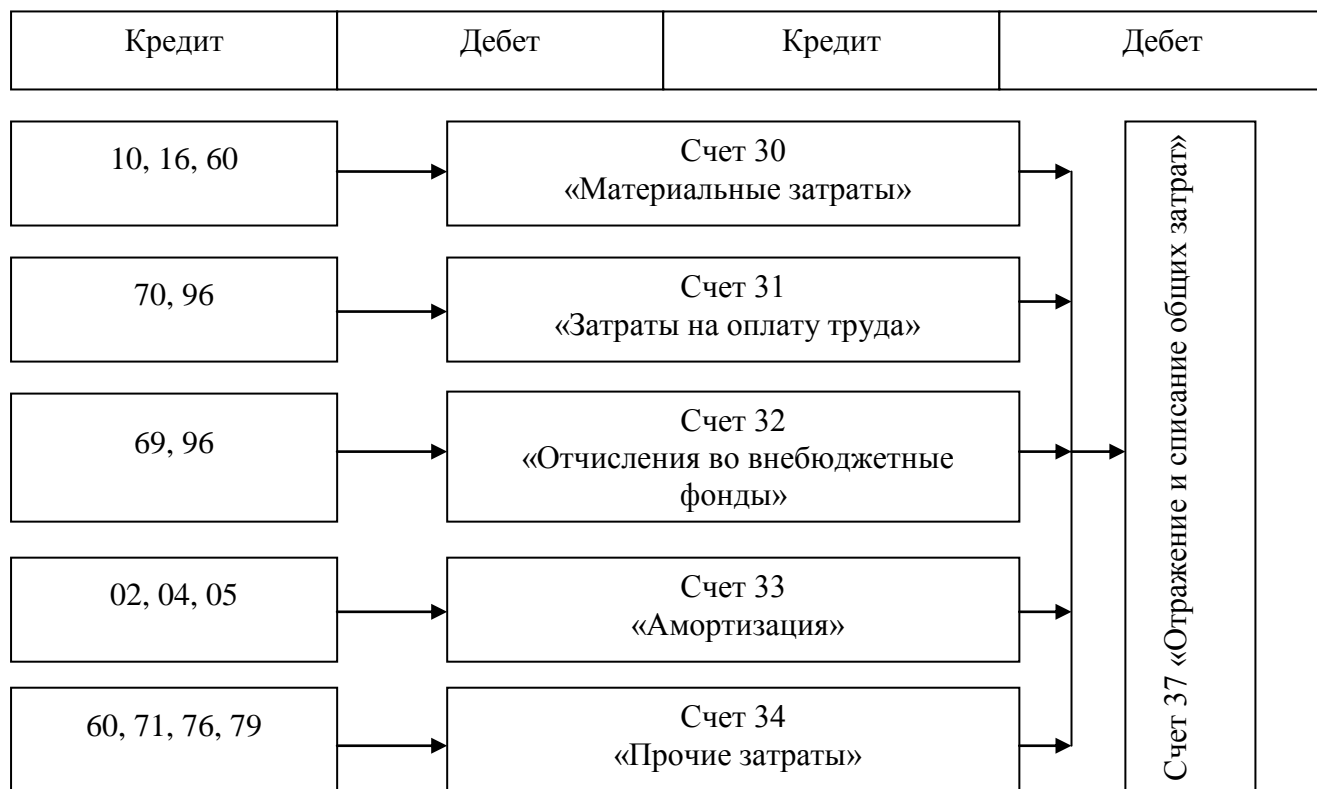 Кредит
Дебет
Кредит
Дебет
10, 16, 60
Счет 30
«Материальные затраты»
70, 96
Счет 31
«Затраты на оплату труда»
69, 96
Счет 32
«Отчисления во внебюджетные
фонды»
02, 04, 05
Счет 33
«Амортизация»
60, 71, 76, 79
Счет 34
«Прочие затраты»
Счет 37 «Отражение и списание общих затрат»